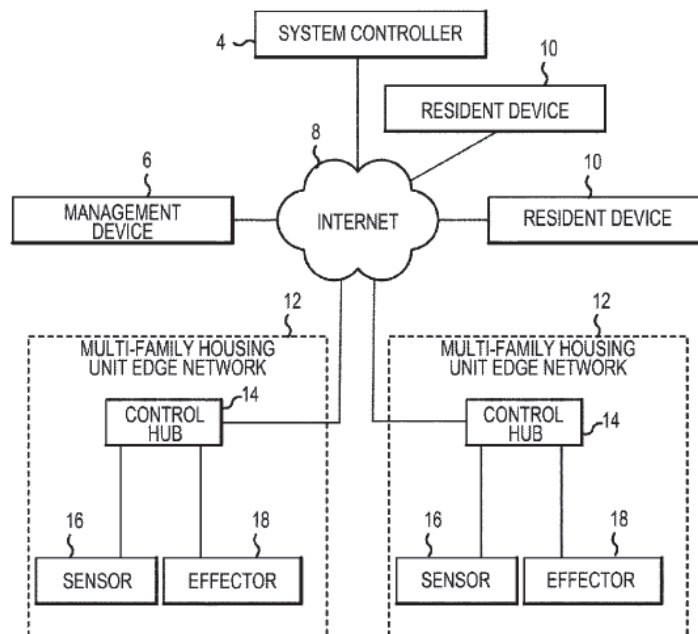 4
SYSTEM CONTROLLER
10
RESIDENT DEVICE
8
6
10
MANAGEMENT
DEVICE
INTERNET
RESIDENT DEVICE
12
MULTI-FAMILY HOUSING
UNIT EDGE NETWORK
14
CONTROL
HUB
16
18
SENSOR
EFFECTOR
12
MULTI-FAMILY HOUSING
UNIT EDGE NETWORK
CONTROL
HUB
14
16
18
SENSOR
EFFECTOR